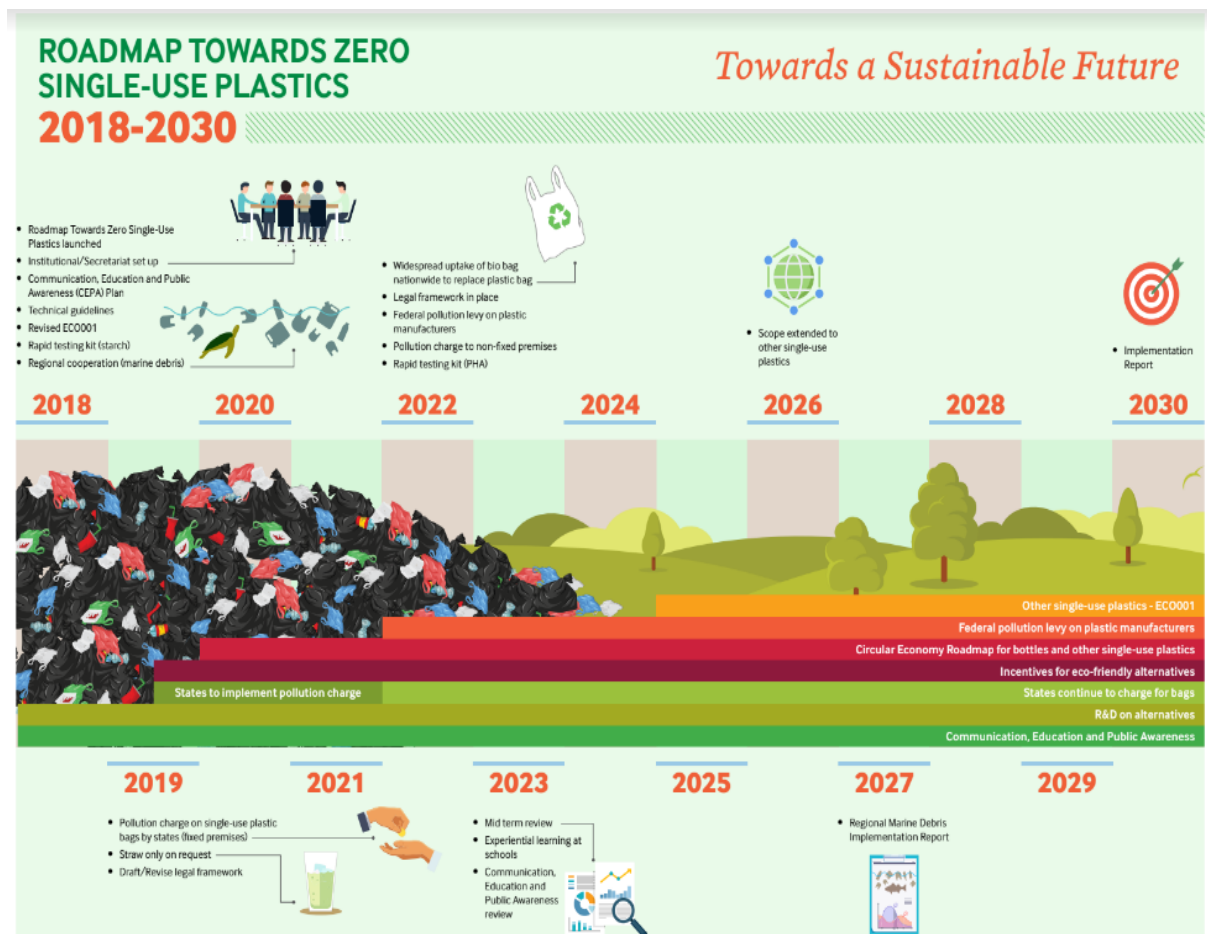 ROADMAP TOWARDS ZERO
SINGLE-USE PLASTICS
2018-2030
Towards a Sustainable Future
• Roadmap Towards Zero Single-Use
Plastics launched
• Institutional/Secretariat set up
• Communication, Education and Public
Awareness (CEPA) Plan
• Technical guidelines
• Revised ECO001
• Rapid testing kit (starch)
• Regional cooperation (marine debris)
• Widespread uptake of bio bag
nationwide to replace plastic bag
• Legal framework in place
• Federal pollution levy on plastic
manufacturers
• Pollution charge to non-fixed premises
• Rapid testing kit (PHA)
• Scope extended to
other single-use
plastics
• Implementation
Report
2018 2020 2022 2024 2026 2028 2030
Other single-use plastics - ECO001
Federal pollution levy on plastic manufacturers
Circular Economy Roadmap for bottles and other single-use plastics
Incentives for eco-friendly alternatives
States to implement pollution charge States continue to charge for bags
R&D on alternatives
Communication, Education and Public Awareness
2019 2021 2023 2025 2027 2029
• Pollution charge on single-use plastic
bags by states (fixed premises)
• Straw only on request
• Draft/Revise legal framework
• Mid term review
• Experiential learning at
schools
• Communication,
Education and
Public Awareness
review
• Regional Marine Debris
Implementation Report